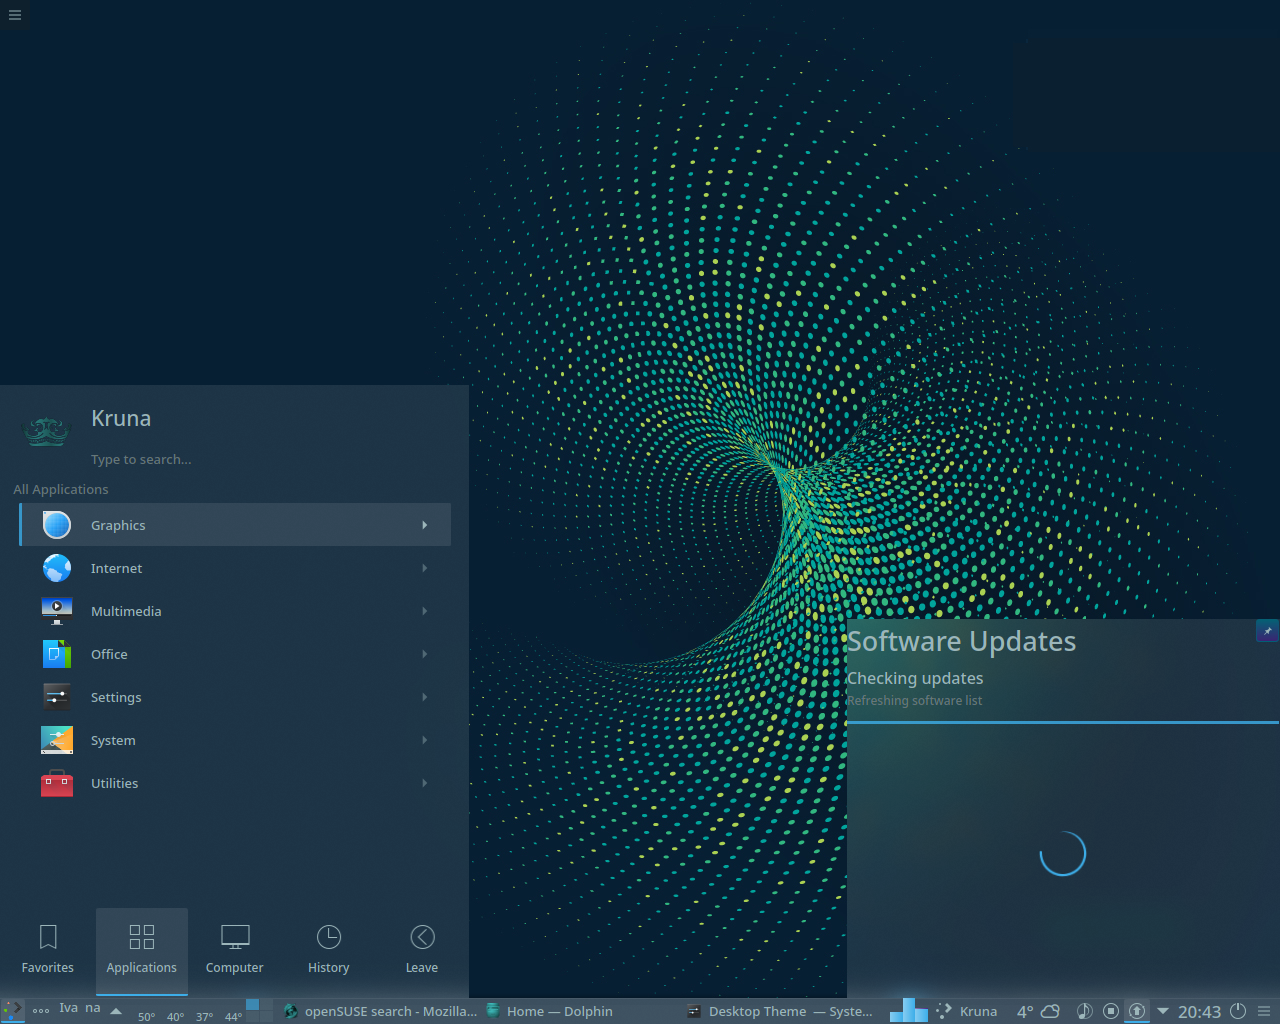 Kruna
Type to search...
All Applications
Graphics
Internet
Multimedia
Office
Settings
System
Utilities
Favorites
Applications
Computer
History
Leave
Software Updates
Checking updates
Refreshing software list
Iva na
50° 40° 37° 44°
openSUSE search - Mozilla...
Home — Dolphin
Desktop Theme — Syste...
Kruna
4°
20:43